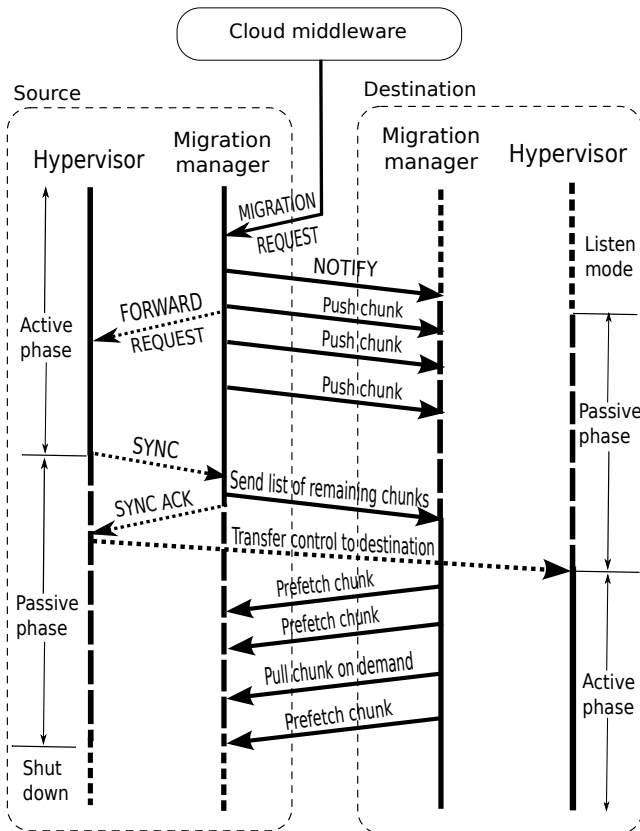 Cloud middleware
Source
Destination
Hypervisor
Migration
manager
Migration
manager
Hypervisor
MIGRATION
REQUEST
Listen
mode
NOTIFY
FORWARD
REQUEST
Push chunk
Active
phase
Push chunk
Push chunk
Passive
phase
SYNC
Send list of remaining chunks
SYNC ACK
Transfer control to destination
Prefetch chunk
Passive
phase
Prefetch chunk
Pull chunk on demand
Active
phase
Prefetch chunk
Shut
down